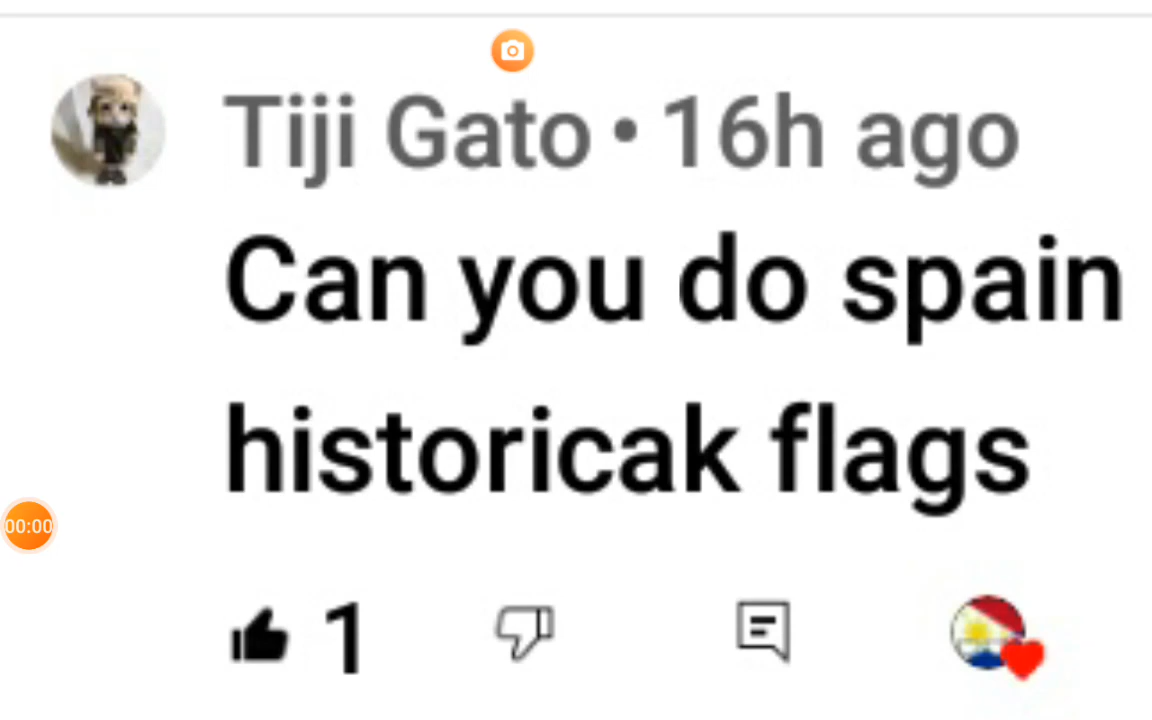 Tiji Gato • 16h ago
Can you do spain
historicak flags
00:00
1